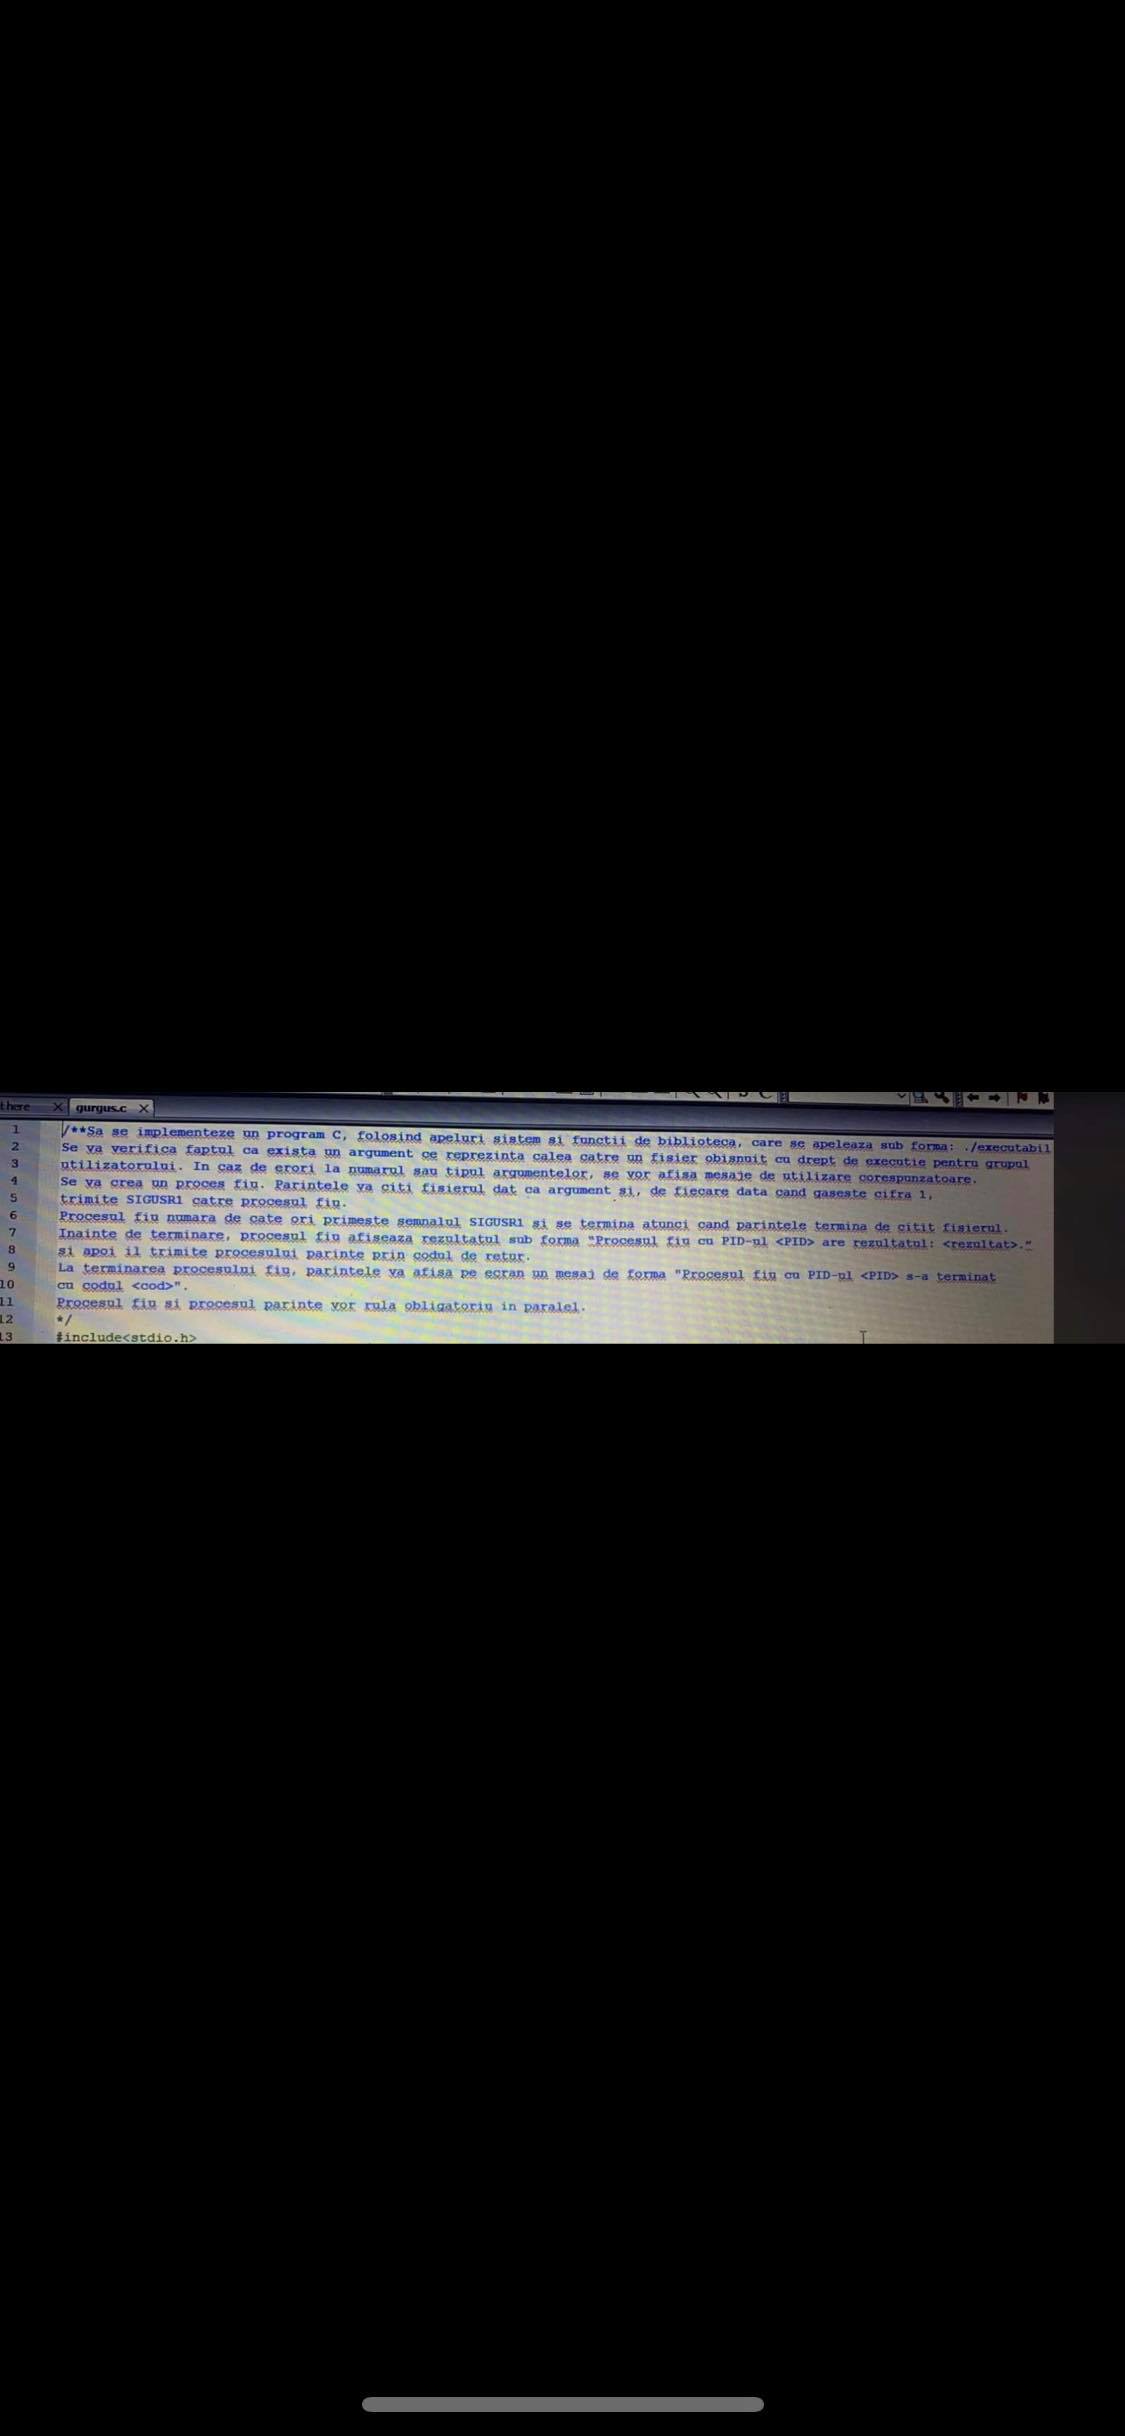 there
gurgus.c
1 /**Sa se implementeze un program C, folosind apeluri sistem si functii de biblioteca, care se apeleaza sub forma: ./executabil
2 Se va verifica faptul ca exista un argument ce reprezinta calea catre un fisier obisnuit cu drept de executie pentru grupul
3 utilizatorului. In caz de erori la numarul sau tipul argumentelor, se vor afisa mesaje de utilizare corespunzatoare.
4 Se va crea un proces fiu. Parintele va citi fisierul dat ca argument si, de fiecare data cand gaseste cifra 1,
5 trimite SIGUSR1 catre procesul fiu.
6 Procesul fiu numara de cate ori primeste semnalul SIGUSR1 si se termina atunci cand parintele termina de citit fisierul.
7 Inainte de terminare, procesul fiu afiseaza rezultatul sub forma "Procesul fiu cu PID-ul <PID> are rezultatul: <rezultat>."
8 si apoi il trimite procesului parinte prin codul de retur.
9 La terminarea procesului fiu, parintele va afisa pe ecran un mesaj de forma "Procesul fiu cu PID-ul <PID> s-a terminat
10 cu codul <cod>".
11 Procesul fiu si procesul parinte vor rula obligatoriu in paralel.
12 */
13 #include<stdio.h>